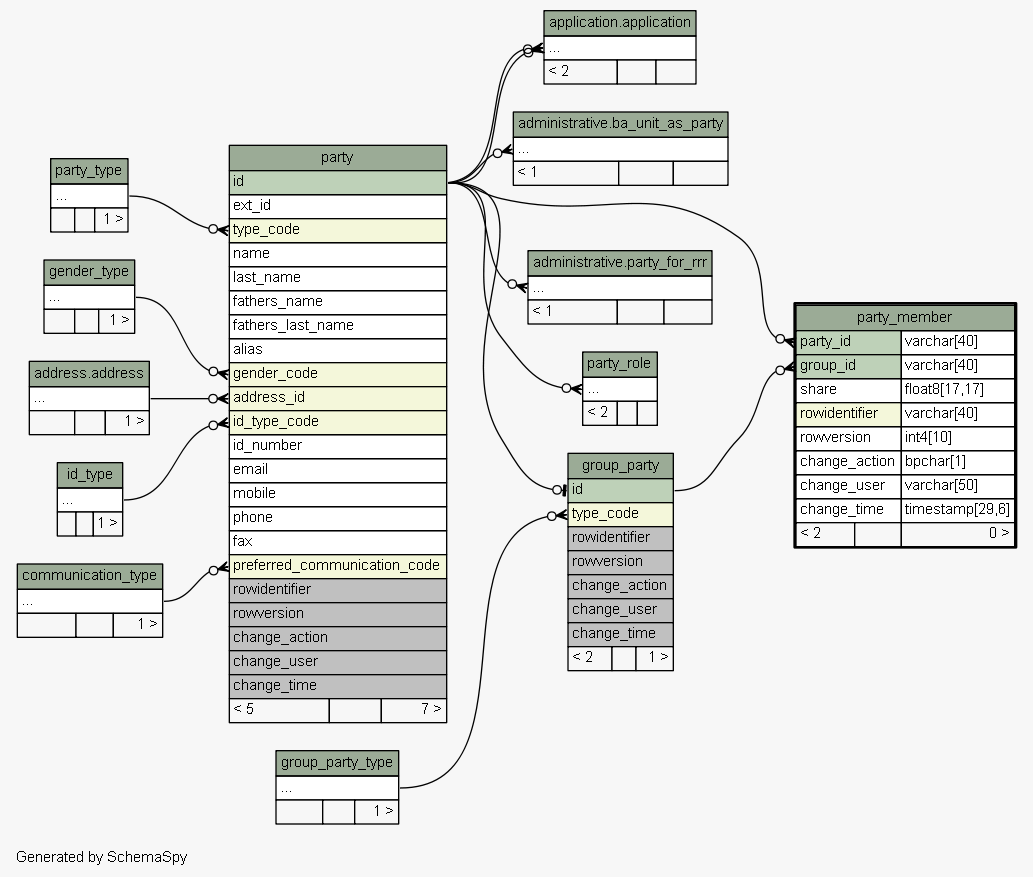 application.application
...
< 2
administrative.ba_unit_as_party
...
< 1
party
id
ext_id
type_code
name
last_name
fathers_name
fathers_last_name
alias
gender_code
address_id
id_type_code
id_number
email
mobile
phone
fax
preferred_communication_code
rowidentifier
rowversion
change_action
change_user
change_time
< 5 7 >
party_type
...
1 >
gender_type
...
1 >
address.address
...
1 >
id_type
...
1 >
communication_type
...
1 >
administrative.party_for_rrr
...
< 1
party_role
...
< 2
group_party
id
type_code
rowidentifier
rowversion
change_action
change_user
change_time
< 2 1 >
party_member
party_id varchar[40]
group_id varchar[40]
share float8[17,17]
rowidentifier varchar[40]
rowversion int4[10]
change_action bpchar[1]
change_user varchar[50]
change_time timestamp[29,6]
< 2 0 >
group_party_type
...
1 >
Generated by SchemaSpy